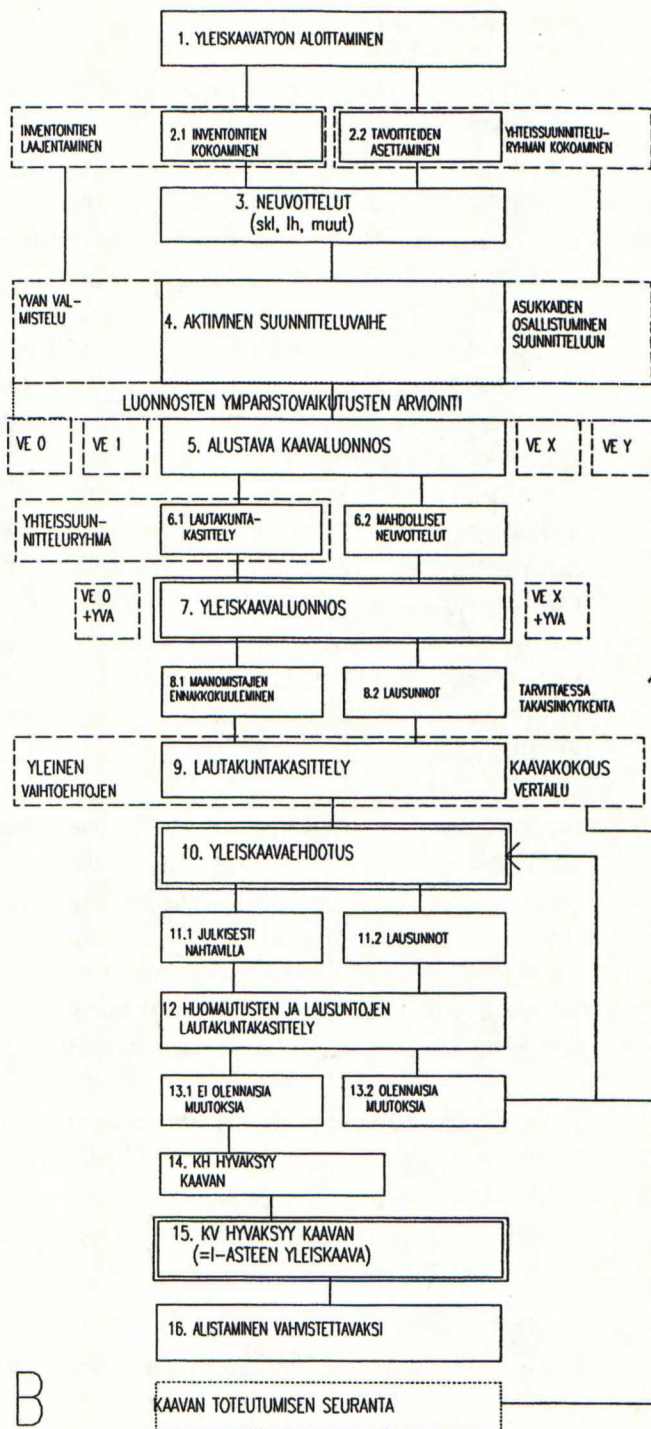 1. YLEISKAAVATYON ALOITTAMINEN
INVENTOINTIEN
LAAJENTAMINEN
2.1 INVENTOINTIEN
KOKOAMINEN
2.2 TAVOITTEIDEN
ASETTAMINEN
YHTEISSUUNNITTELU-
RYHMAN KOKOAMINEN
3. NEUVOTTELUT
(skl, lh, muut)
YVAN VAL-
MISTELU
4. AKTIVINEN SUUNNITTELUVAIHE
ASUKKAIDEN
OSALLISTUMINEN
SUUNNITTELUUN
LUONNOSTEN YMPARISTOVAIKUTUSTEN ARVIOINTI
VE 0
VE 1
5. ALUSTAVA KAAVALUONNOS
VE X
VE Y
YHTEISSUUN-
NITTELURYHMA
6.1 LAUTAKUNTA-
KASITTELY
6.2 MAHDOLLISET
NEUVOTTELUT
VE 0
+YVA
7. YLEISKAAVALUONNOS
VE X
+YVA
8.1 MAANOMISTAJIEN
ENNAKKOKUULEMINEN
8.2 LAUSUNNOT
TARVITTAESSA
TAKAISINKYTKENTA
YLEINEN
VAIHTOEHTOJEN
9. LAUTAKUNTAKASITTELY
KAAVAKOKOUS
VERTAILU
10. YLEISKAAVAEHDOTUS
11.1 JULKISESTI
NAHTAVILLA
11.2 LAUSUNNOT
12 HUOMAUTUSTEN JA LAUSUNTOJEN
LAUTAKUNTAKASITTELY
13.1 EI OLENNAISIA
MUUTOKSIA
13.2 OLENNAISIA
MUUTOKSIA
14. KH HYVAKSYY
KAAVAN
15. KV HYVAKSYY KAAVAN
(=I-ASTEEN YLEISKAAVA)
16. ALISTAMINEN VAHVISTETTAVAKSI
KAAVAN TOTEUTUMISEN SEURANTA
B